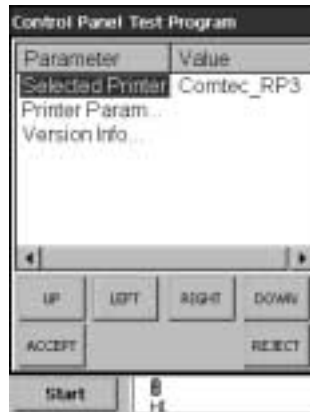 Control Panel Test Program
Parameter Value
Selected Printer Comtec_RP3
Printer Param...
Version Info...
UP LEFT RIGHT DOWN
ACCEPT REJECT
Start